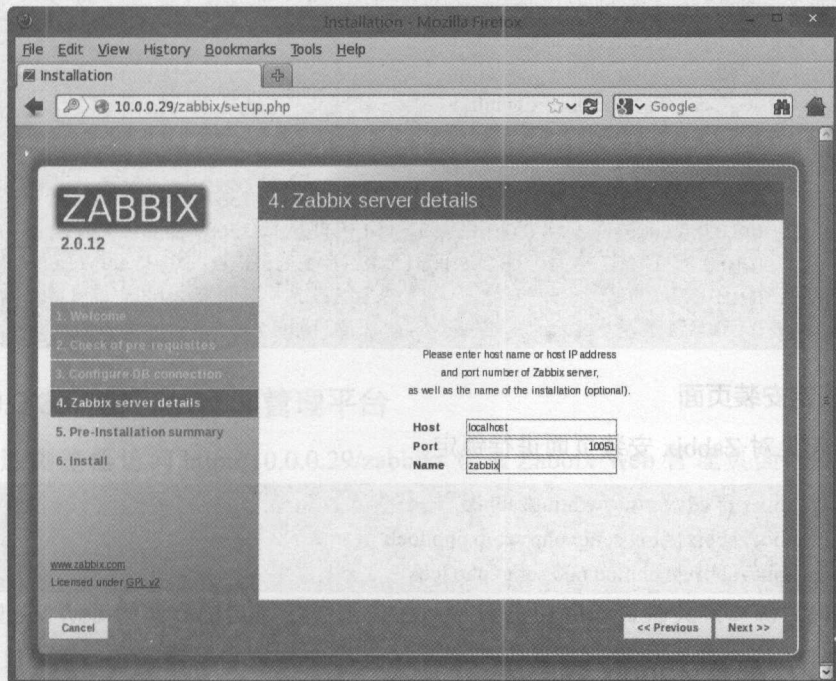 Installation - Mozilla Firefox
File Edit View History Bookmarks Tools Help
Installation
10.0.0.29/zabbix/setup.php
Google
ZABBIX
2.0.12
4. Zabbix server details
1. Welcome
2. Check of pre-requisites
3. Configure DB connection
4. Zabbix server details
5. Pre-Installation summary
6. Install
Please enter host name or host IP address
and port number of Zabbix server,
as well as the name of the installation (optional).
Host localhost
Port 10051
Name zabbix
www.zabbix.com
Licensed under GPL v2
Cancel
<< Previous
Next >>